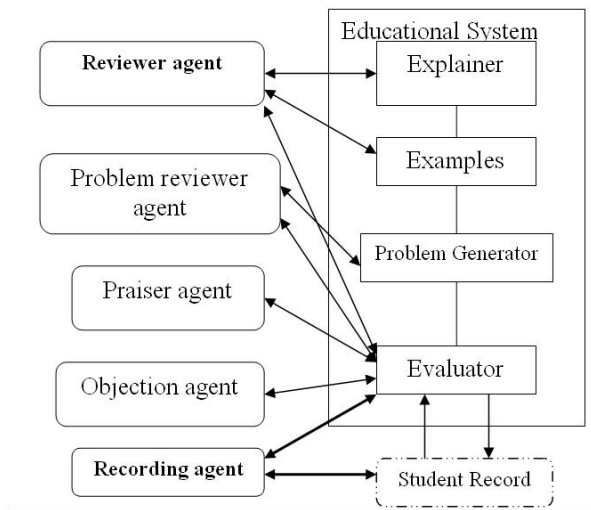 Educational System
Reviewer agent
Explainer
Examples
Problem reviewer
agent
Problem Generator
Praiser agent
Evaluator
Objection agent
Recording agent
Student Record